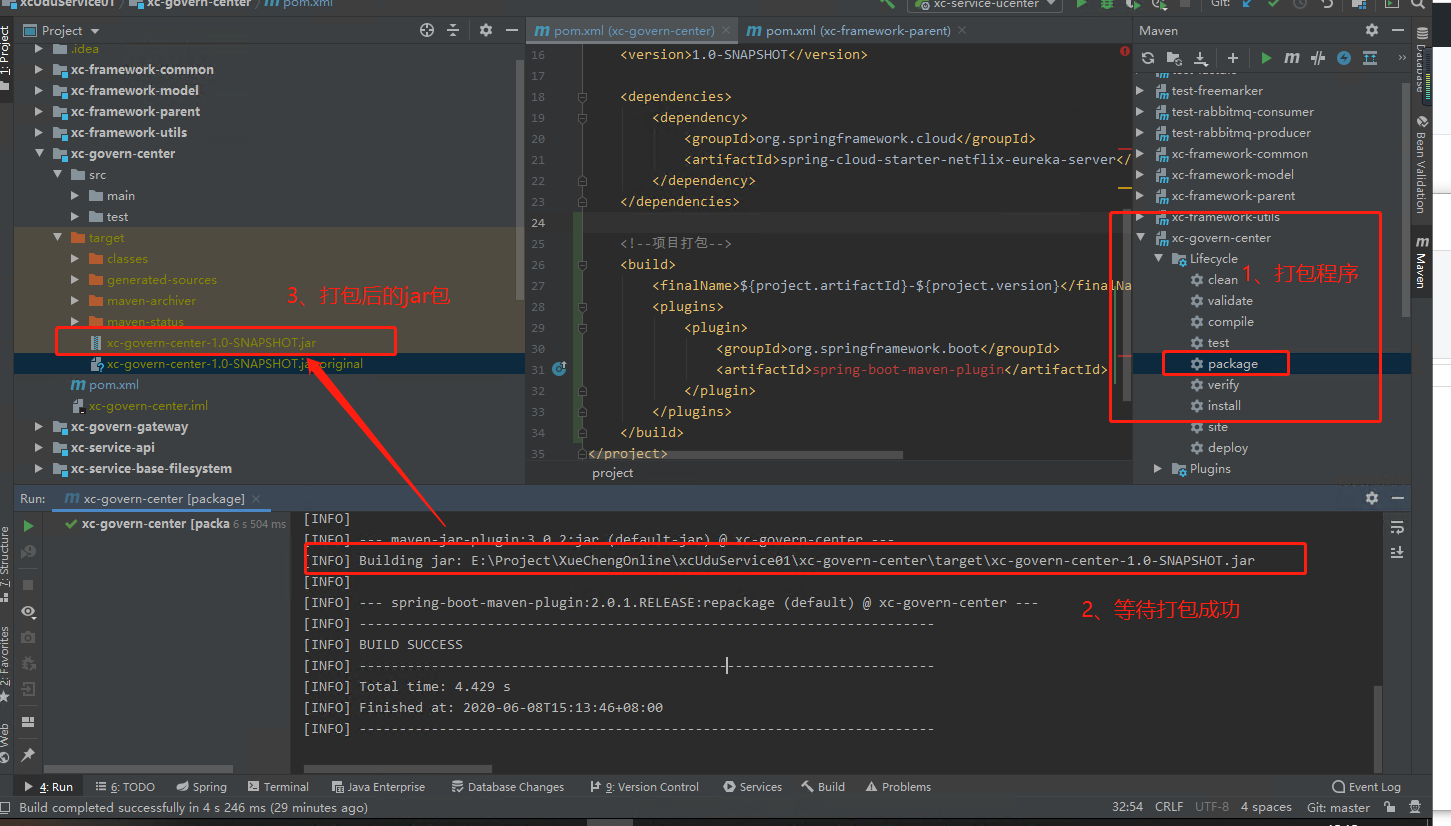 xcUduService01 xc-govern-center pom.xml xc-service-ucenter Git:
Project
pom.xml (xc-govern-center) pom.xml (xc-framework-parent)
Maven
1: Project
.idea
xc-framework-common
xc-framework-model
xc-framework-parent
xc-framework-utils
xc-govern-center
src
main
test
target
classes
generated-sources
maven-archiver
maven-status
xc-govern-center-1.0-SNAPSHOT.jar
xc-govern-center-1.0-SNAPSHOT.jar.original
pom.xml
xc-govern-center.iml
xc-govern-gateway
xc-service-api
xc-service-base-filesystem
3、打包后的jar包
16 <version>1.0-SNAPSHOT</version>
17
18 <dependencies>
19 <dependency>
20 <groupId>org.springframework.cloud</groupId>
21 <artifactId>spring-cloud-starter-netflix-eureka-server</
22 </dependency>
23 </dependencies>
24
25 <!--项目打包-->
26 <build>
27 <finalName>${project.artifactId}-${project.version}</finalNa
28 <plugins>
29 <plugin>
30 <groupId>org.springframework.boot</groupId>
31 <artifactId>spring-boot-maven-plugin</artifactId>
32 </plugin>
33 </plugins>
34 </build>
35 </project>
project
test-freemarker
test-rabbitmq-consumer
test-rabbitmq-producer
xc-framework-common
xc-framework-model
xc-framework-parent
xc-framework-utils
xc-govern-center
Lifecycle
clean
validate
compile
test
package
verify
install
site
deploy
Plugins
1、打包程序
Database
Bean Validation
Maven
Run: xc-govern-center [package]
xc-govern-center [packa 6 s 504 ms
[INFO]
[INFO] --- maven-jar-plugin:3.0.2:jar (default-jar) @ xc-govern-center ---
[INFO] Building jar: E:\Project\XueChengOnline\xcUduService01\xc-govern-center\target\xc-govern-center-1.0-SNAPSHOT.jar
[INFO]
[INFO] --- spring-boot-maven-plugin:2.0.1.RELEASE:repackage (default) @ xc-govern-center ---
[INFO] ------------------------------------------------------------------------
[INFO] BUILD SUCCESS
[INFO] ------------------------------------------------------------------------
[INFO] Total time: 4.429 s
[INFO] Finished at: 2020-06-08T15:13:46+08:00
[INFO] ------------------------------------------------------------------------
2、等待打包成功
7: Structure
2: Favorites
Web
4: Run 6: TODO Spring Terminal Java Enterprise Database Changes 9: Version Control Services Build Problems Event Log
Build completed successfully in 4 s 246 ms (29 minutes ago) 32:54 CRLF UTF-8 4 spaces Git: master